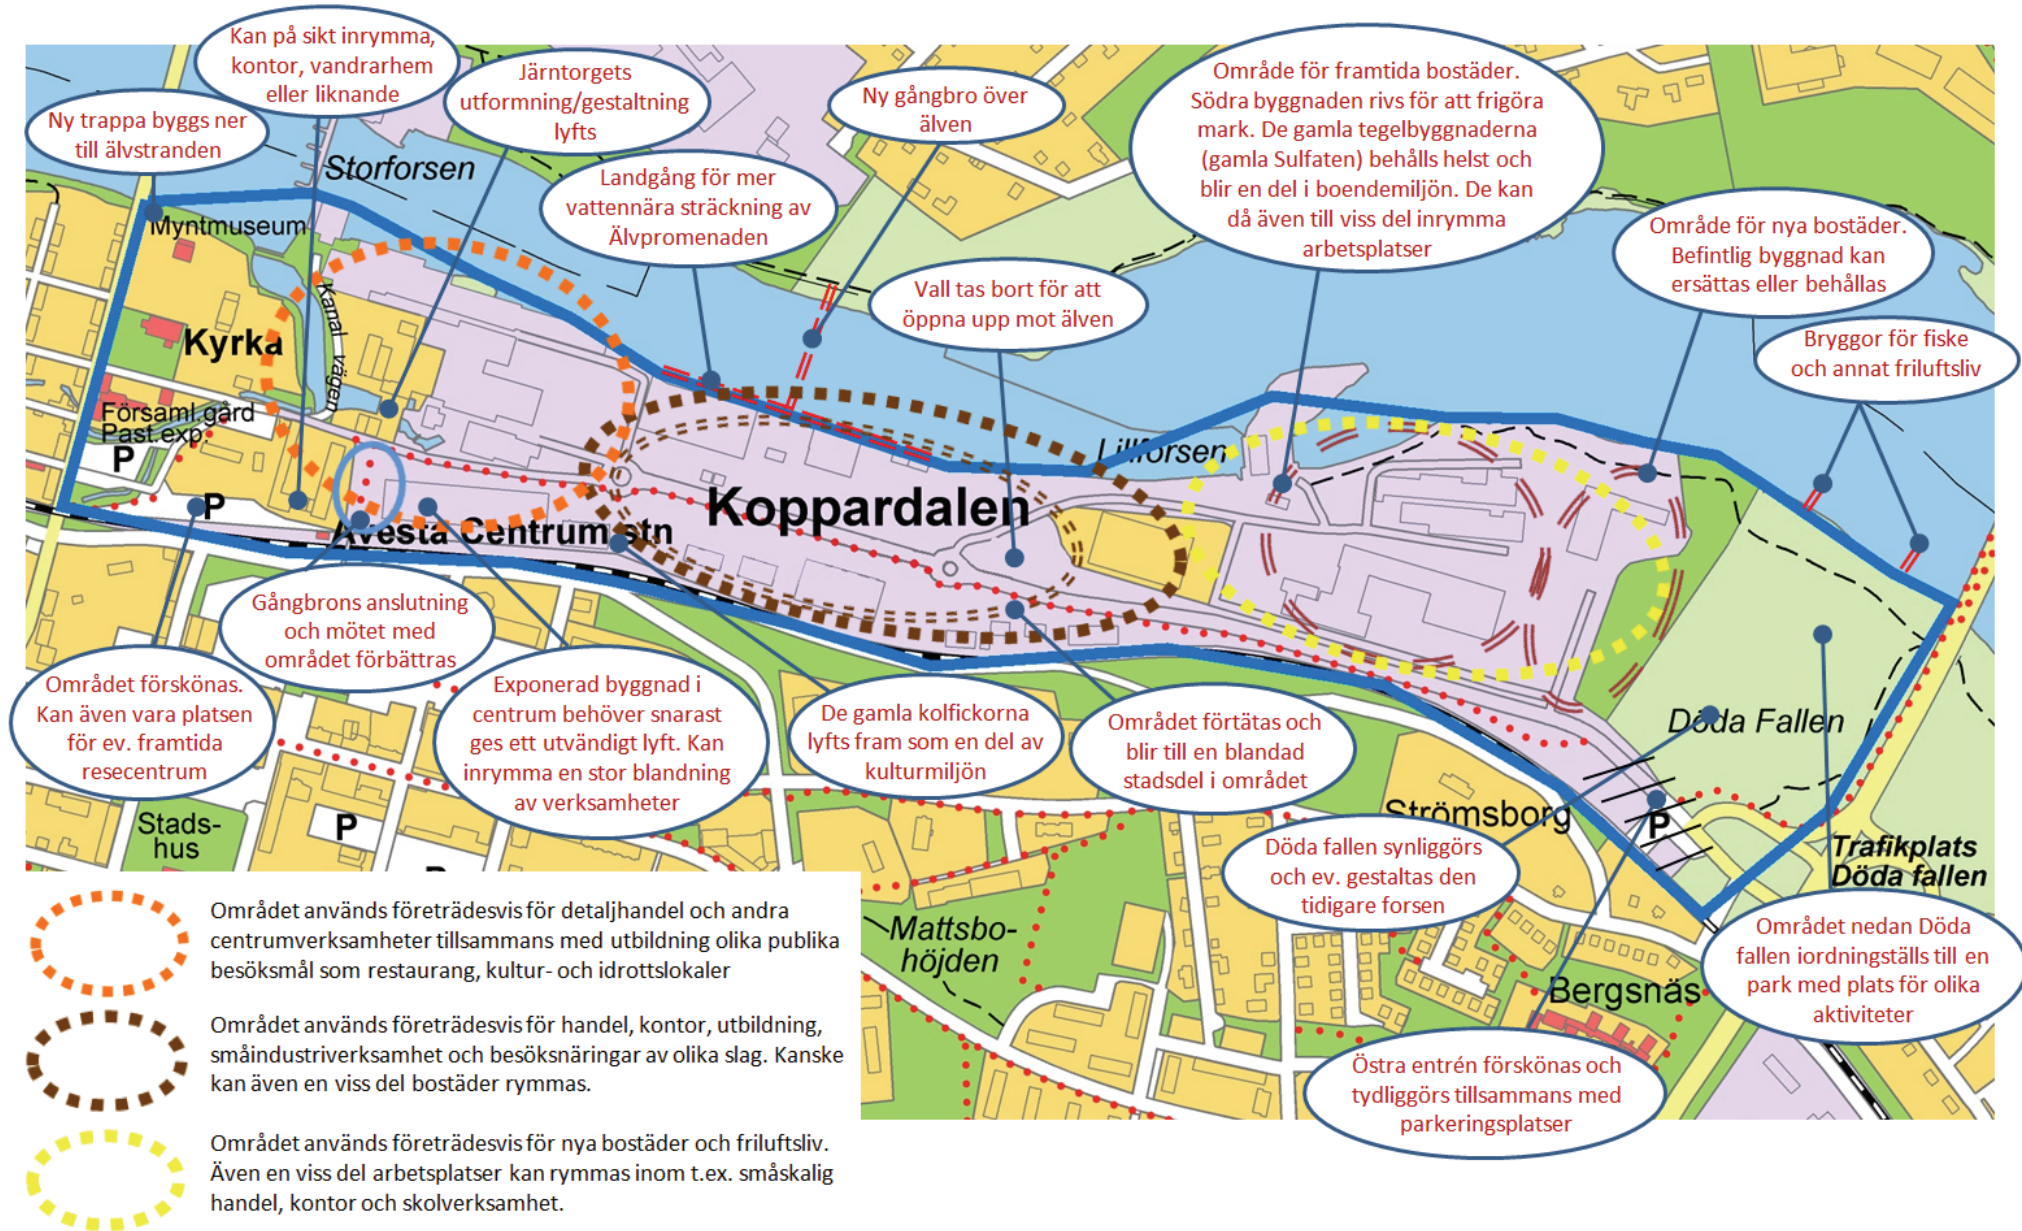 Kan på sikt inrymma,
kontor, vandrarhem
eller liknande
Järntorgets
utformning/gestaltning
lyfts
Ny gångbro över
älven
Område för framtida bostäder.
Södra byggnaden rivs för att frigöra
mark. De gamla tegelbyggnaderna
(gamla Sulfaten) behålls helst och
blir en del i boendemiljön. De kan
då även till viss del inrymma
arbetsplatser
Ny trappa byggs ner
till älvstranden
Landgång för mer
vattennära sträckning av
Älvpromenaden
Område för nya bostäder.
Befintlig byggnad kan
ersättas eller behållas
Vall tas bort för att
öppna upp mot älven
Bryggor för fiske
och annat friluftsliv
Storforsen
Myntmuseum
Kyrka
Kanal vägen
Församl.gård
Past.exp.
P
P
Avesta Centrum stn
Koppardalen
Lillforsen
Döda Fallen
Gångbrons anslutning
och mötet med
området förbättras
Området förskönas.
Kan även vara platsen
för ev. framtida
resecentrum
Exponerad byggnad i
centrum behöver snarast
ges ett utvändigt lyft. Kan
inrymma en stor blandning
av verksamheter
De gamla kolfickorna
lyfts fram som en del av
kulturmiljön
Området förtätas och
blir till en blandad
stadsdel i området
Strömsborg
P
Trafikplats
Döda fallen
Stads-
hus
P
Döda fallen synliggörs
och ev. gestaltas den
tidigare forsen
Området nedan Döda
fallen iordningställs till en
park med plats för olika
aktiviteter
Mattsbo-
höjden
Bergsnäs
Östra entrén förskönas och
tydliggörs tillsammans med
parkeringsplatser
Området används företrädesvis för detaljhandel och andra
centrumverksamheter tillsammans med utbildning olika publika
besöksmål som restaurang, kultur- och idrottslokaler
Området används företrädesvis för handel, kontor, utbildning,
småindustriverksamhet och besöksnäringar av olika slag. Kanske
kan även en viss del bostäder rymmas.
Området används företrädesvis för nya bostäder och friluftsliv.
Även en viss del arbetsplatser kan rymmas inom t.ex. småskalig
handel, kontor och skolverksamhet.